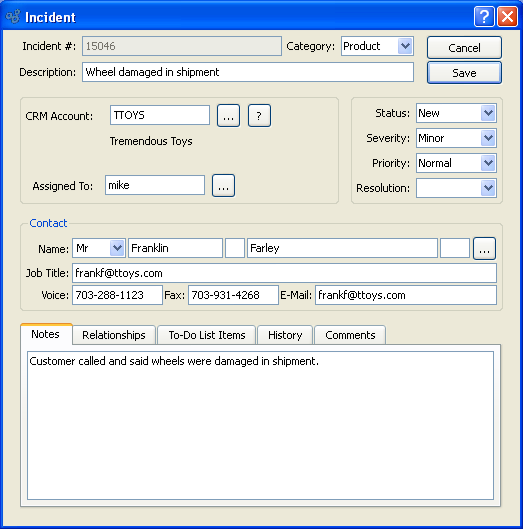 Incident
Incident #: 15046 Category: Product Cancel
Description: Wheel damaged in shipment Save
CRM Account: TTOYS ... ?
Tremendous Toys
Assigned To: mike ...
Status: New
Severity: Minor
Priority: Normal
Resolution:
Contact
Name: Mr Franklin Farley ...
Job Title: frankf@ttoys.com
Voice: 703-288-1123 Fax: 703-931-4268 E-Mail: frankf@ttoys.com
Notes Relationships To-Do List Items History Comments
Customer called and said wheels were damaged in shipment.